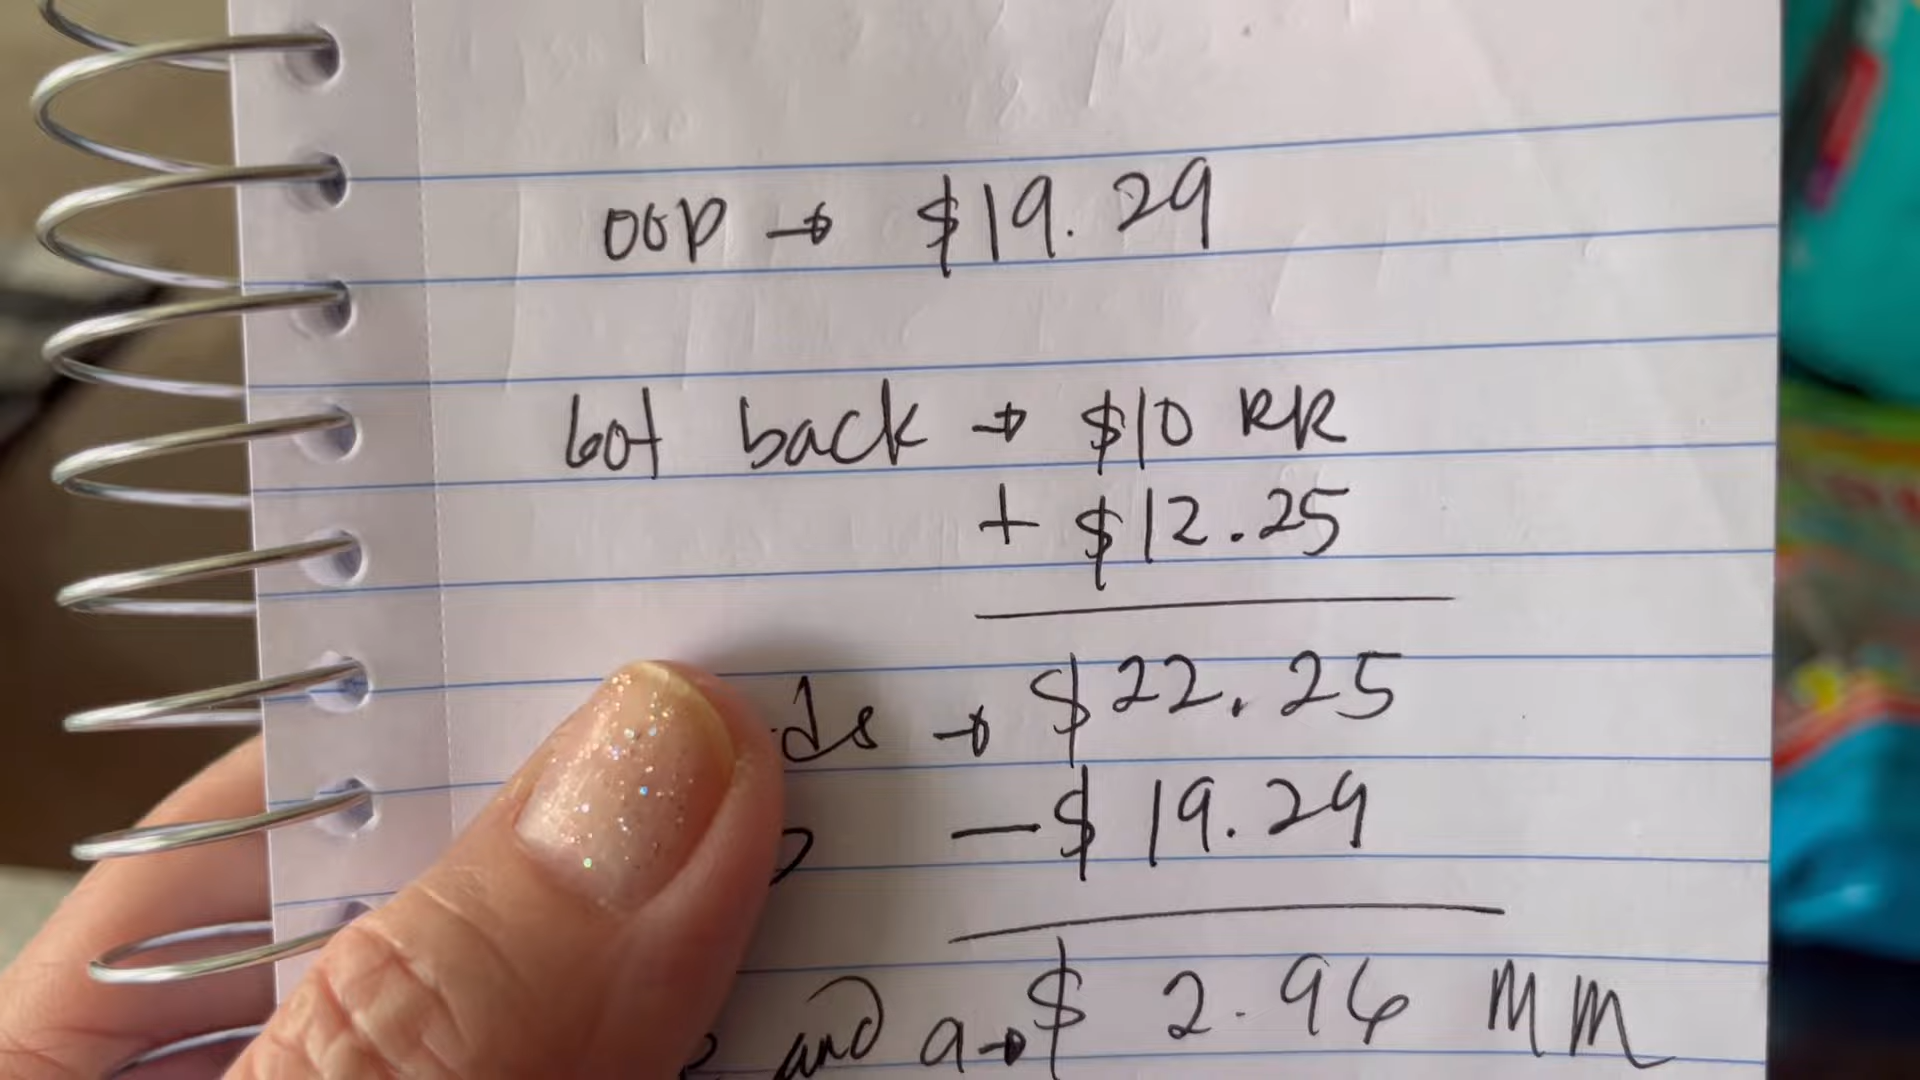 OOP → $19.29
Got back → $10 RR
+ $12.25
→ $22.25
— $19.29
and a → $2.96 MM